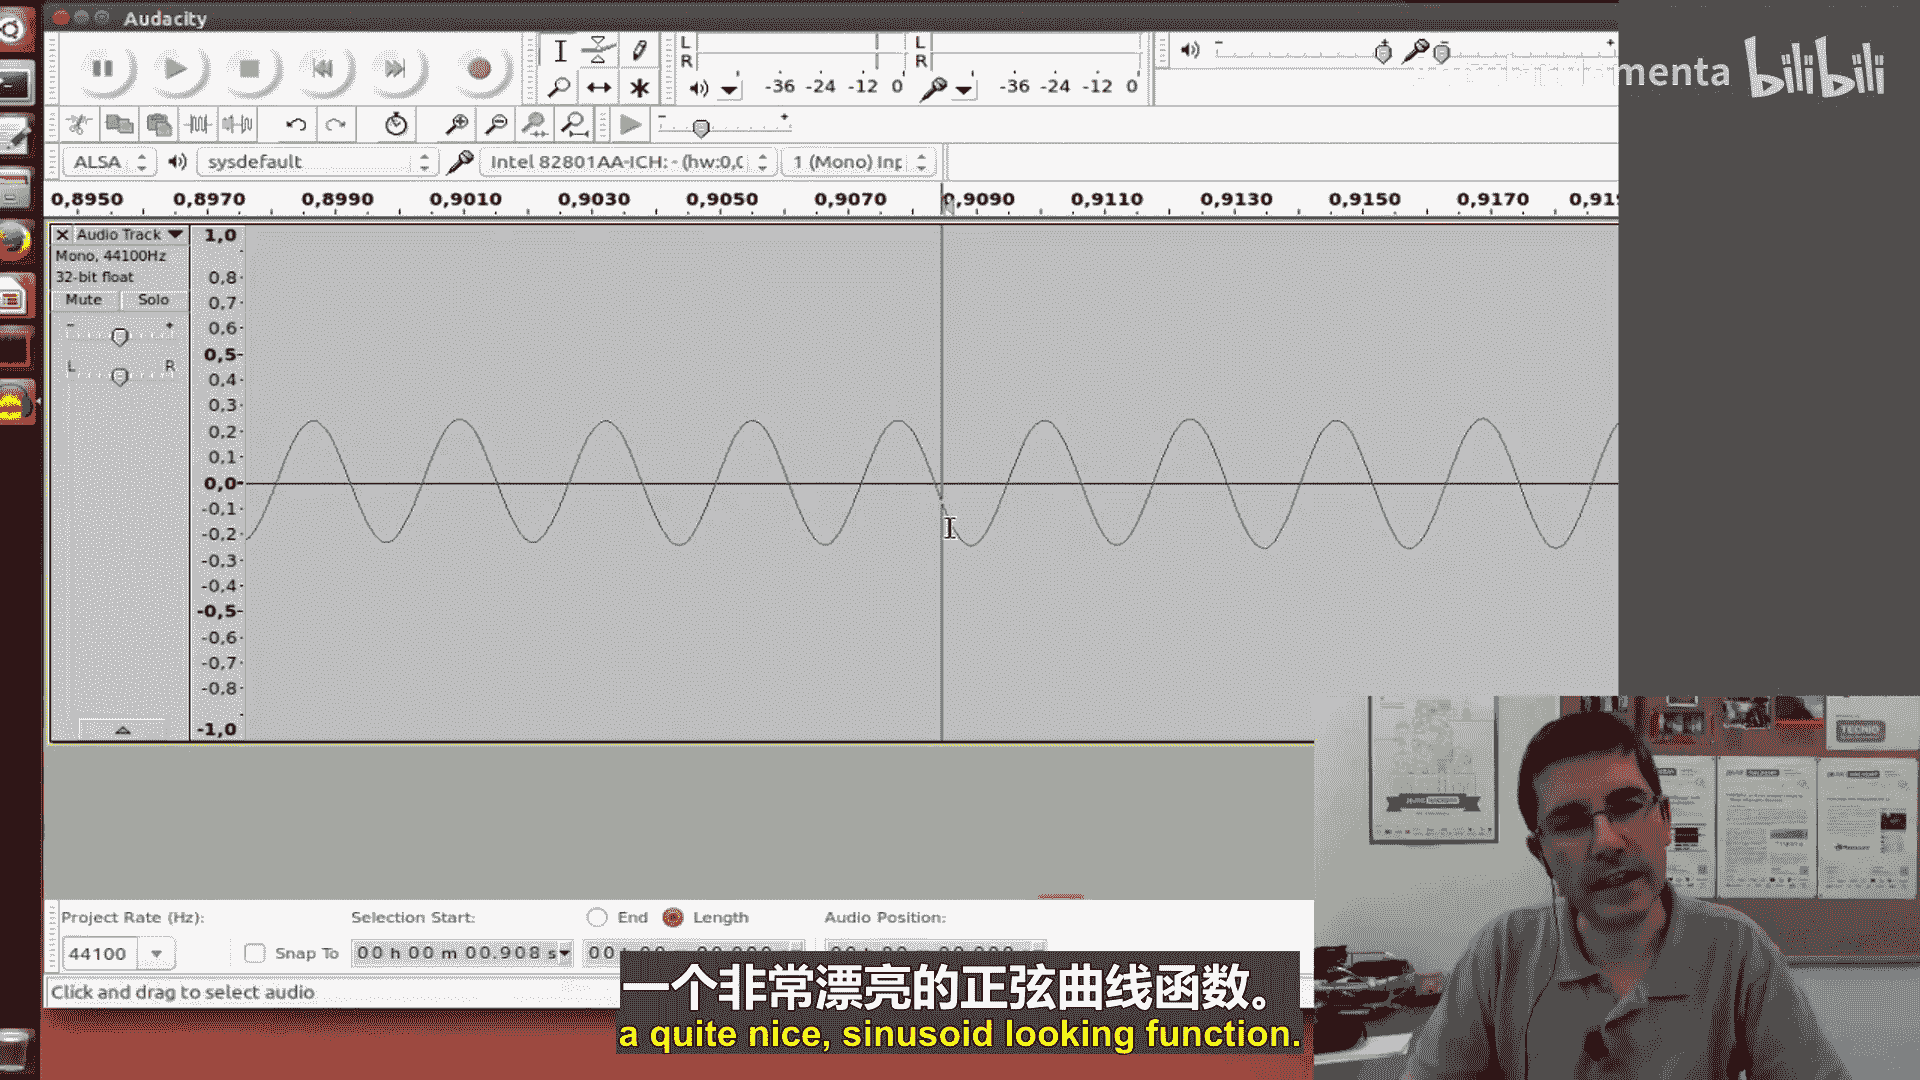 Audacity
menta bilibili
L
R
-36 -24 -12 0
L
R
-36 -24 -12 0
ALSA
sysdefault
Intel 82801AA-ICH: - (hw:0,0
1 (Mono) Inp
0,8950 0,8970 0,8990 0,9010 0,9030 0,9050 0,9070 0,9090 0,9110 0,9130 0,9150 0,9170 0,919
Audio Track
Mono, 44100Hz
32-bit float
Mute Solo
- +
L R
1,0
0,8
0,7
0,6
0,5
0,4
0,3
0,2
0,1
0,0
-0,1
-0,2
-0,3
-0,4
-0,5
-0,6
-0,7
-0,8
-1,0
TECNIO
Project Rate (Hz):
Selection Start:
End
Length
Audio Position:
44100
Snap To
00 h 00 m 00.908 s
Click and drag to select audio
一个非常漂亮的正弦曲线函数。
a quite nice, sinusoid looking function.